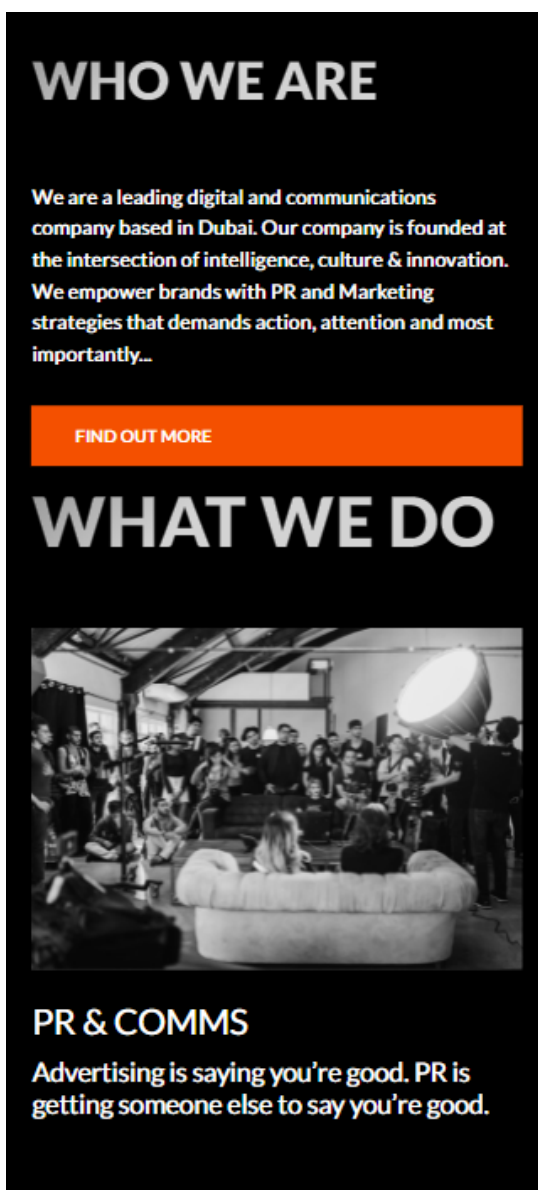 WHO WE ARE
We are a leading digital and communications
company based in Dubai. Our company is founded at
the intersection of intelligence, culture & innovation.
We empower brands with PR and Marketing
strategies that demands action, attention and most
importantly...
FIND OUT MORE
WHAT WE DO
PR & COMMS
Advertising is saying you’re good. PR is
getting someone else to say you’re good.